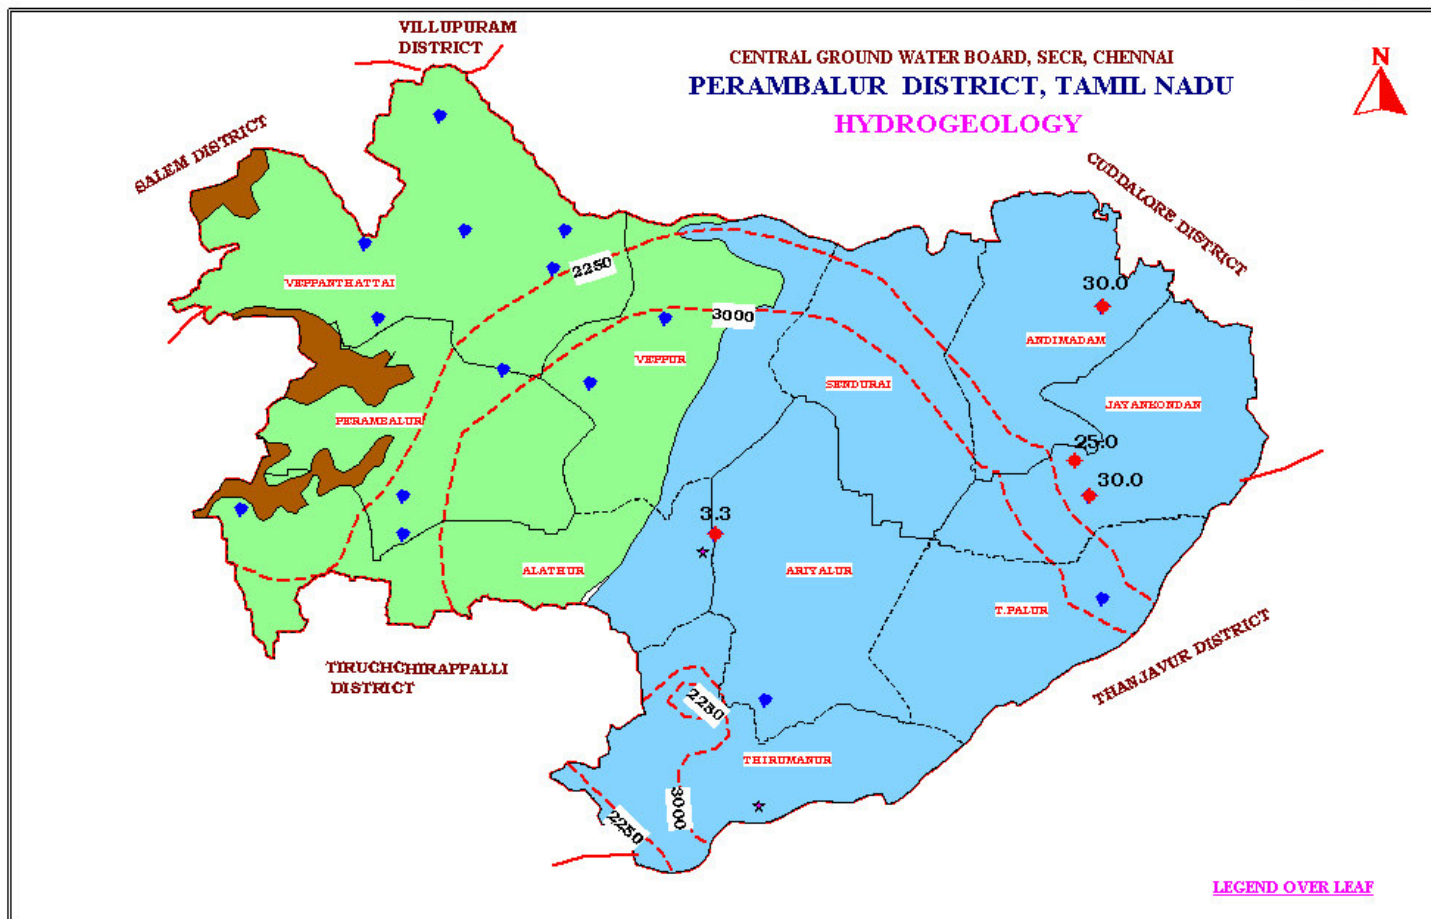 VILLUPURAM
DISTRICT
CENTRAL GROUND WATER BOARD, SECR, CHENNAI
PERAMBALUR DISTRICT, TAMIL NADU
HYDROGEOLOGY
N
SALEM DISTRICT
CUDDALORE DISTRICT
2250
VEPPANTHATTAI
30.0
3000
ANDIMADAM
VEPPUR
SENDURAI
JAYANKONDAN
PERAMBALUR
25.0
30.0
3.3
ALATHUR
ARIYALUR
T.PALUR
TIRUCHCHIRAPPALLI
DISTRICT
THANJAVUR DISTRICT
2250
THIRUMANUR
3000
2250
LEGEND OVER LEAF